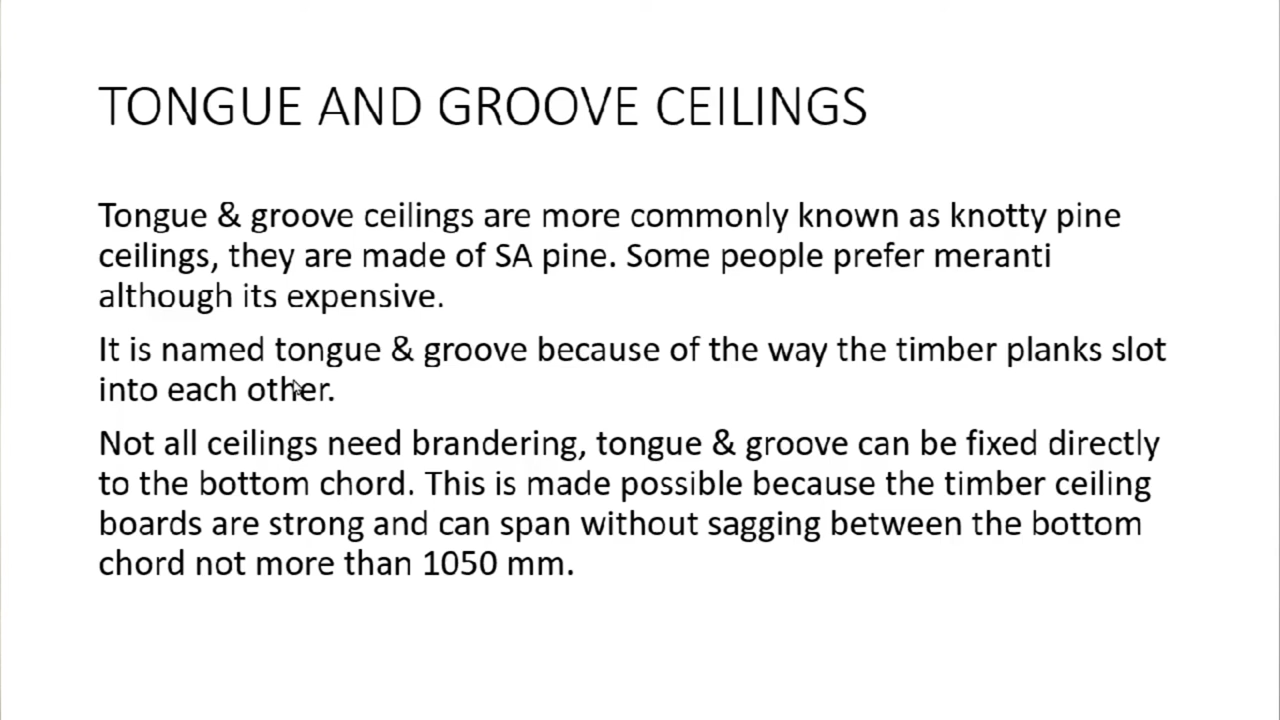 TONGUE AND GROOVE CEILINGS
Tongue & groove ceilings are more commonly known as knotty pine
ceilings, they are made of SA pine. Some people prefer meranti
although its expensive.
It is named tongue & groove because of the way the timber planks slot
into each other.
Not all ceilings need brandering, tongue & groove can be fixed directly
to the bottom chord. This is made possible because the timber ceiling
boards are strong and can span without sagging between the bottom
chord not more than 1050 mm.